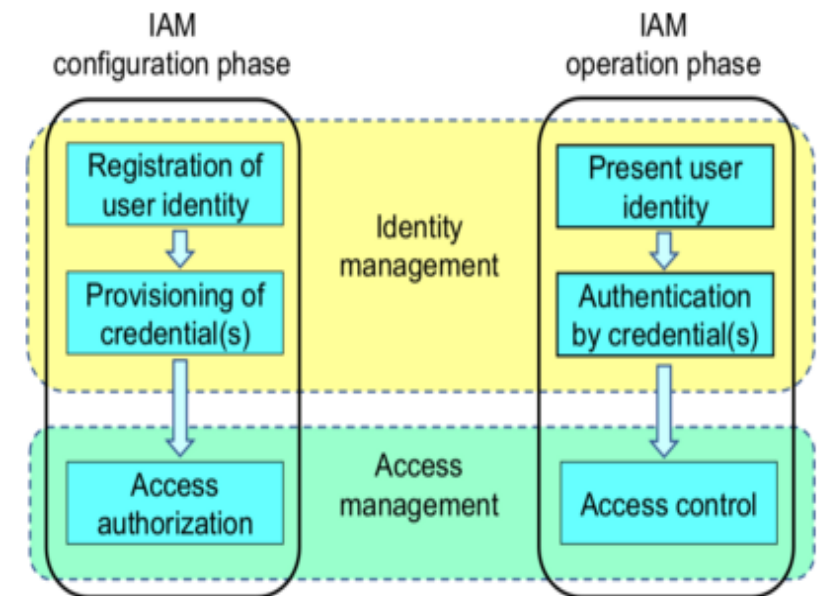 IAM
configuration phase
IAM
operation phase
Registration of
user identity
Provisioning of
credential(s)
Access
authorization
Identity
management
Access
management
Present user
identity
Authentication
by credential(s)
Access control